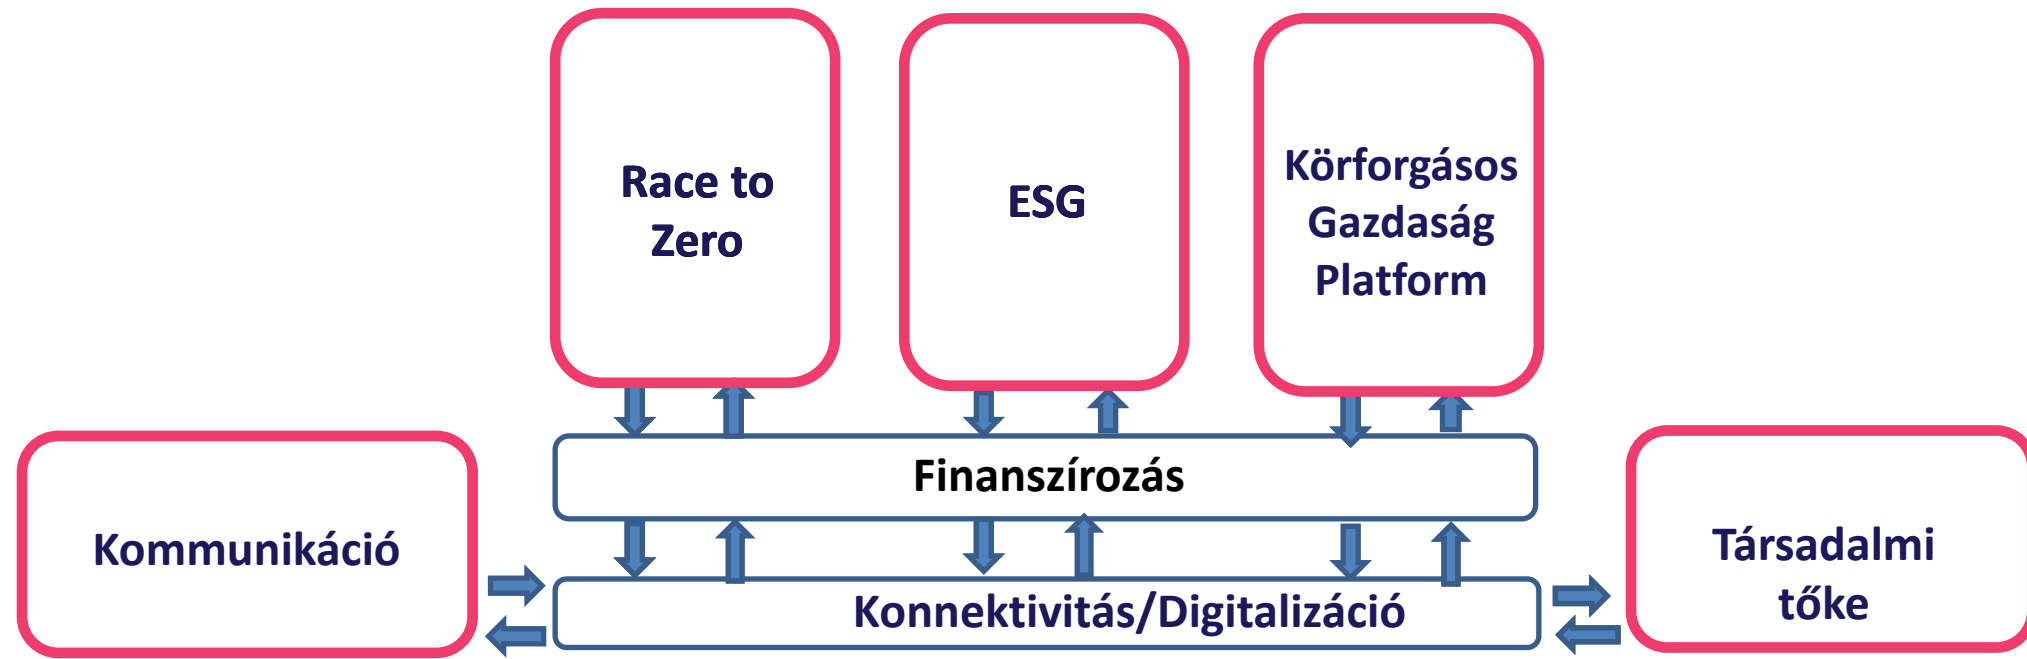 Race to
Zero
ESG
Körforgásos
Gazdaság
Platform
Finanszírozás
Kommunikáció
Konnektivitás/Digitalizáció
Társadalmi
tőke